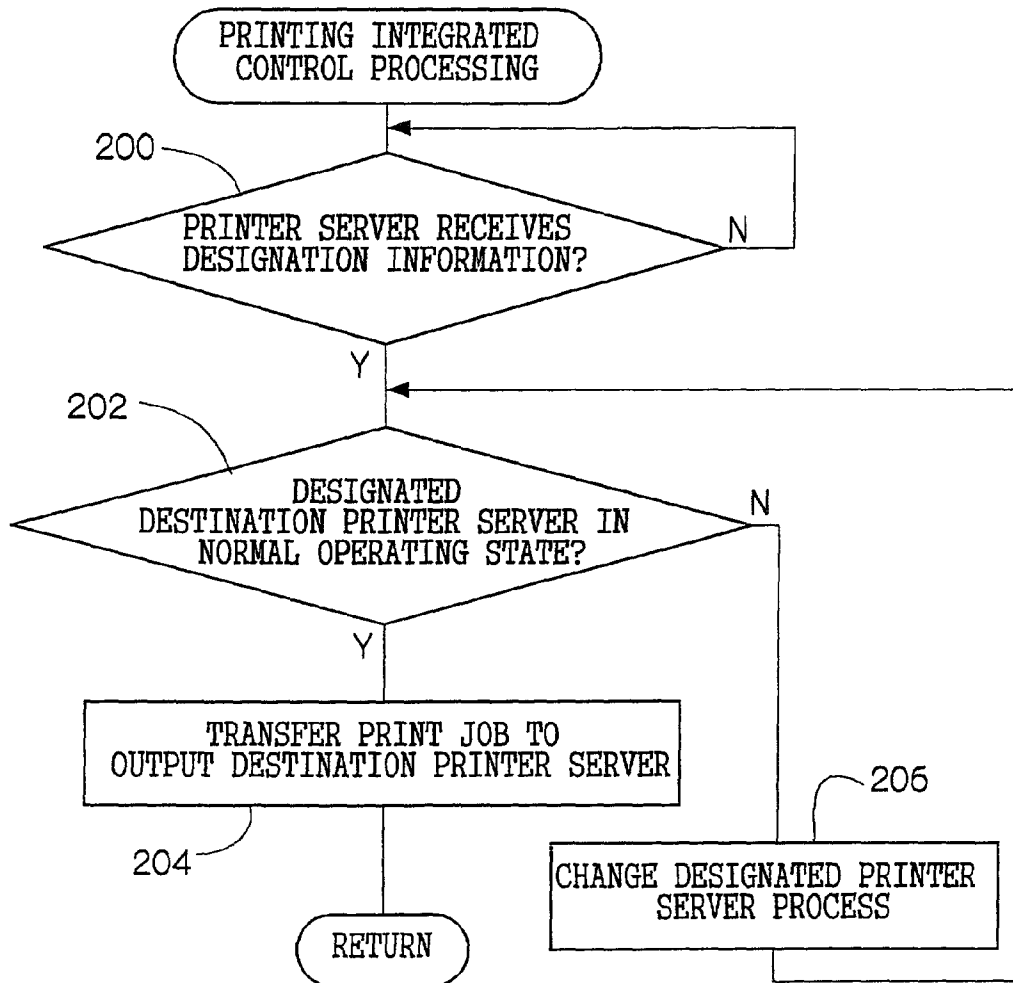 PRINTING INTEGRATED
CONTROL PROCESSING
200
PRINTER SERVER RECEIVES
DESIGNATION INFORMATION?
N
Y
202
DESIGNATED
DESTINATION PRINTER SERVER IN
NORMAL OPERATING STATE?
N
Y
TRANSFER PRINT JOB TO
OUTPUT DESTINATION PRINTER SERVER
204
206
CHANGE DESIGNATED PRINTER
SERVER PROCESS
RETURN